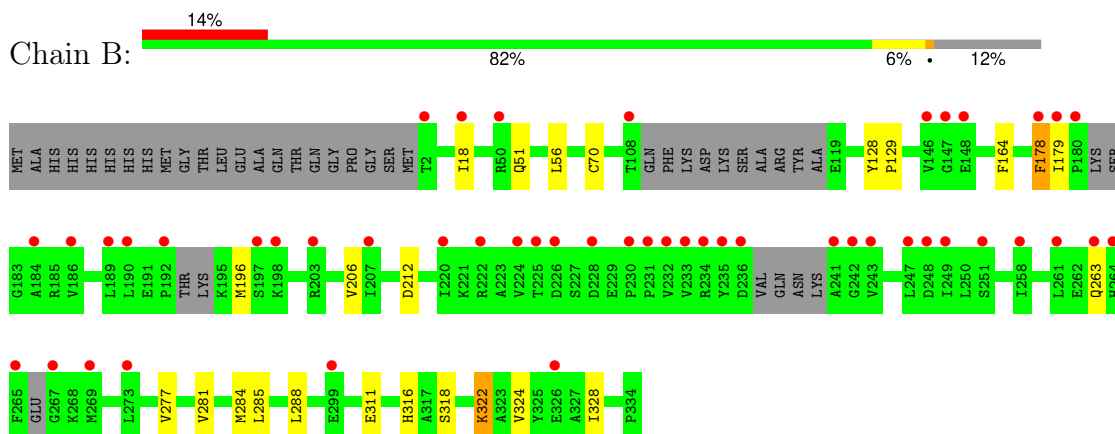 14%
Chain B:
82% 6% • 12%
MET ALA HIS HIS HIS HIS HIS HIS MET GLY THR LEU GLU ALA GLN THR GLN GLY PRO GLY SER MET T2 I18 R50 Q51 L56 C70 T108 GLN PHE LYS ASP LYS SER ALA ARG TYR ALA E119 Y128 P129 V146 G147 E148 F164 F178 I179 P180 LYS SER
G183 A184 R185 V186 L189 L190 E191 P192 THR LYS K195 M196 S197 K198 R203 V206 I207 D212 I220 K221 R222 A223 V224 T225 D226 S227 D228 E229 P230 P231 V232 V233 R234 Y235 D236 VAL GLN ASN LYS A241 G242 V243 L247 D248 I249 L250 S251 I258 L261 E262 Q263 H264
F265 GLU G267 K268 M269 L273 V277 V281 M284 L285 L288 E299 E311 H316 A317 S318 K322 A323 V324 Y325 E326 A327 I328 P334